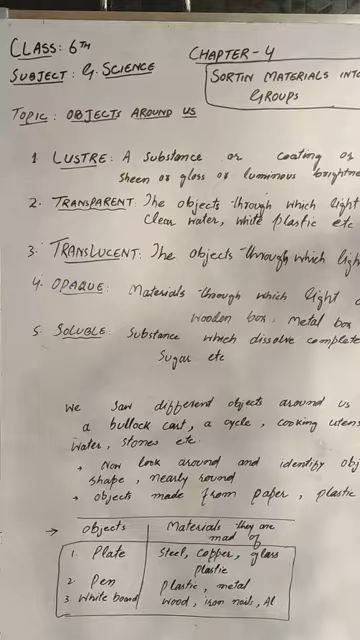 CLASS: 6TH
CHAPTER-4
SUBJECT: G. SCIENCE
SORTIN MATERIALS INTO
GROUPS
TOPIC: OBJECTS AROUND US
1. LUSTRE: A substance or coating
sheen or gloss or luminous
2. TRANSPARENT: The objects through which light
Clear water, white plastic etc
3. TRANSLUCENT: The objects through which
4. OPAQUE: Materials through which light
Wooden box, Metal box
5. SOLUBLE: Substance which dissolve
Sugar etc
We saw different objects around us
a bullock cart, a cycle, cooking
water, stones etc.
Now look around and identify
shape, nearly round
objects made from paper, plastic
→ Objects Materials they are
mad of
1. Plate Steel, copper, glass
plastic
2. Pen plastic, metal
3 White board wood, iron nails, Al